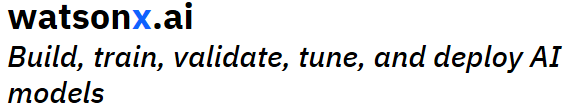 watsonx.ai
Build, train, validate, tune, and deploy AI
models